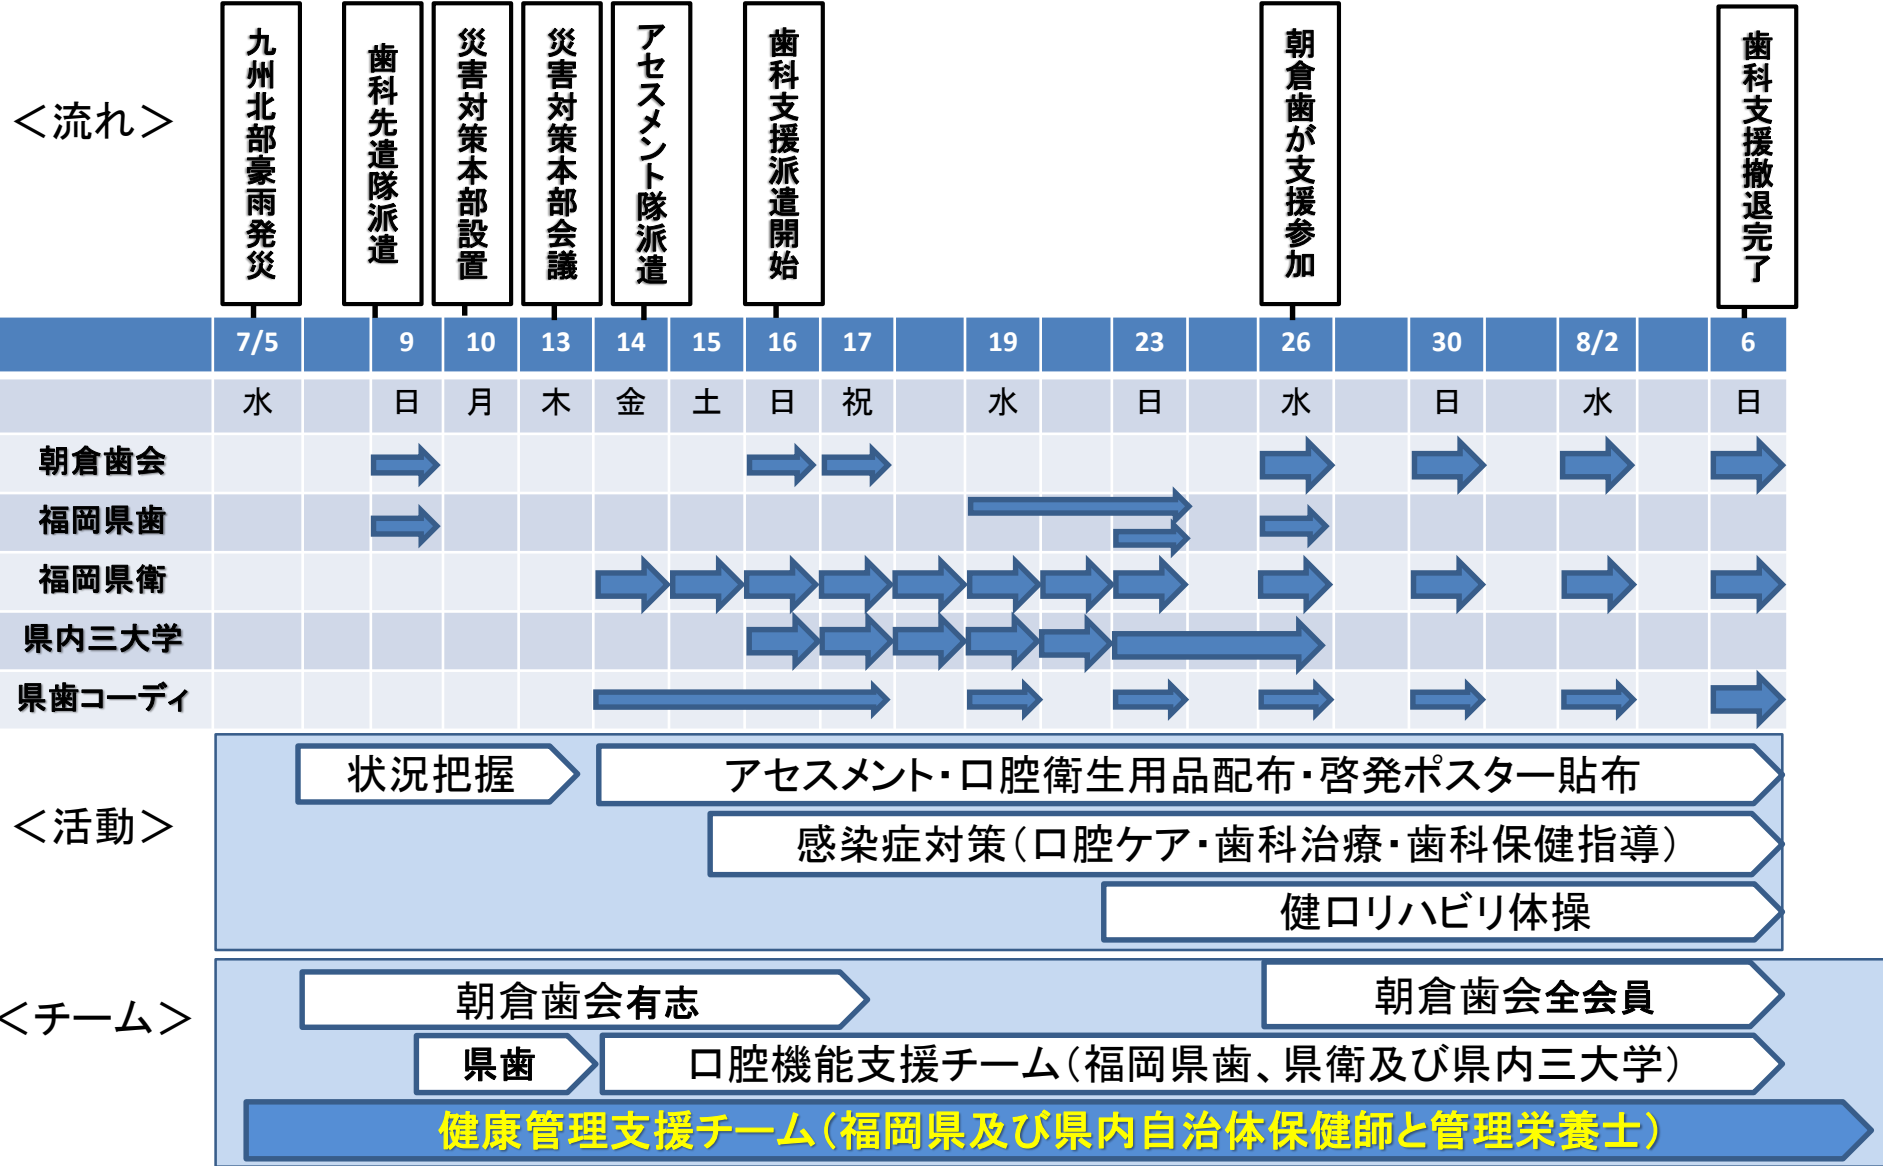 ＜流れ＞
九州北部豪雨発災
歯科先遣隊派遣
災害対策本部設置
災害対策本部会議
アセスメント隊派遣
歯科支援派遣開始
朝倉歯が支援参加
歯科支援撤退完了
7/5 9 10 13 14 15 16 17 19 23 26 30 8/2 6
水 日 月 木 金 土 日 祝 水 日 水 日 水 日
朝倉歯会
福岡県歯
福岡県衛
県内三大学
県歯コーディ
＜活動＞
状況把握
アセスメント・口腔衛生用品配布・啓発ポスター貼布
感染症対策（口腔ケア・歯科治療・歯科保健指導）
健口リハビリ体操
＜チーム＞
朝倉歯会有志
朝倉歯会全会員
県歯
口腔機能支援チーム（福岡県歯、県衛及び県内三大学）
健康管理支援チーム（福岡県及び県内自治体保健師と管理栄養士）